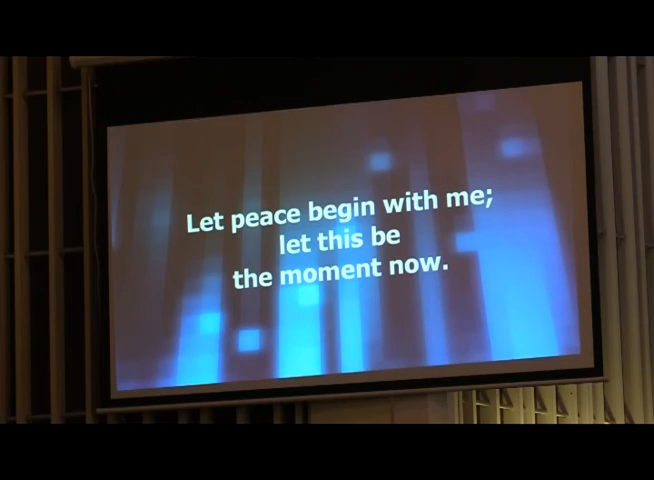 Let peace begin with me;
let this be
the moment now.